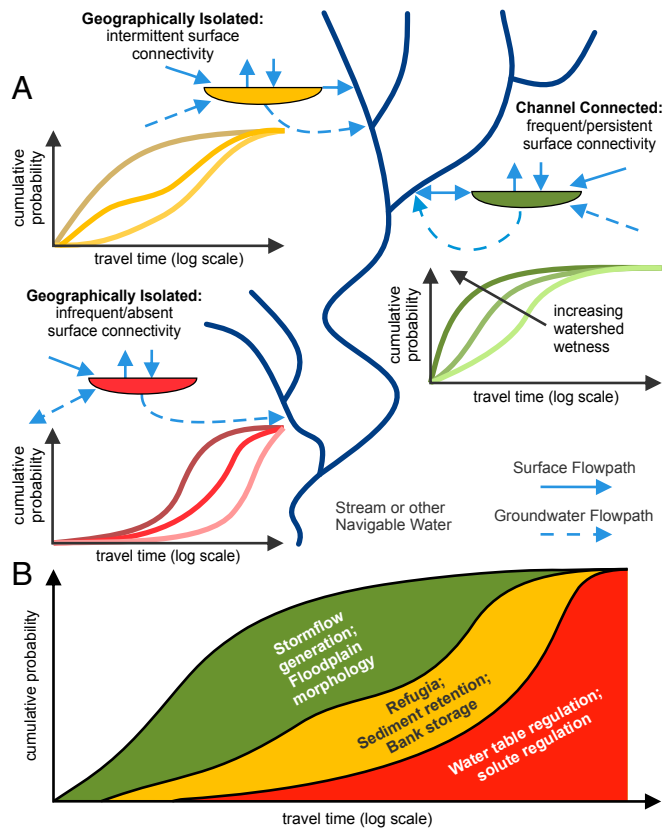 Geographically Isolated:
intermittent surface
connectivity
A
cumulative
probability
travel time (log scale)
Channel Connected:
frequent/persistent
surface connectivity
increasing
watershed
wetness
cumulative
probability
travel time (log scale)
Geographically Isolated:
infrequent/absent
surface connectivity
cumulative
probability
travel time (log scale)
Stream or other
Navigable Water
Surface Flowpath
Groundwater Flowpath
B
cumulative probability
Stormflow
generation;
Floodplain
morphology
Refugia;
Sediment retention;
Bank storage
Water table regulation;
solute regulation
travel time (log scale)